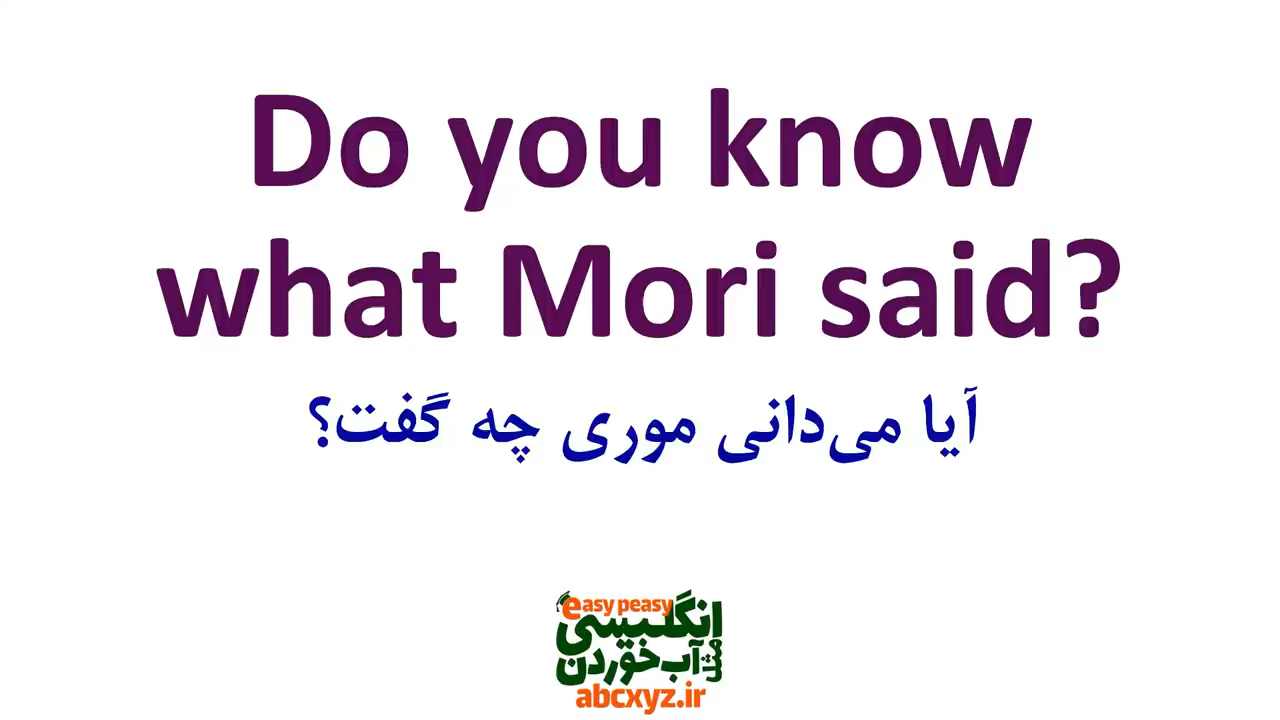 Do you know
what Mori said?
آیا می‌دانی موری چه گفت؟
easy peasy
انگلیسی
مثل آب خوردن
abcxyz.ir